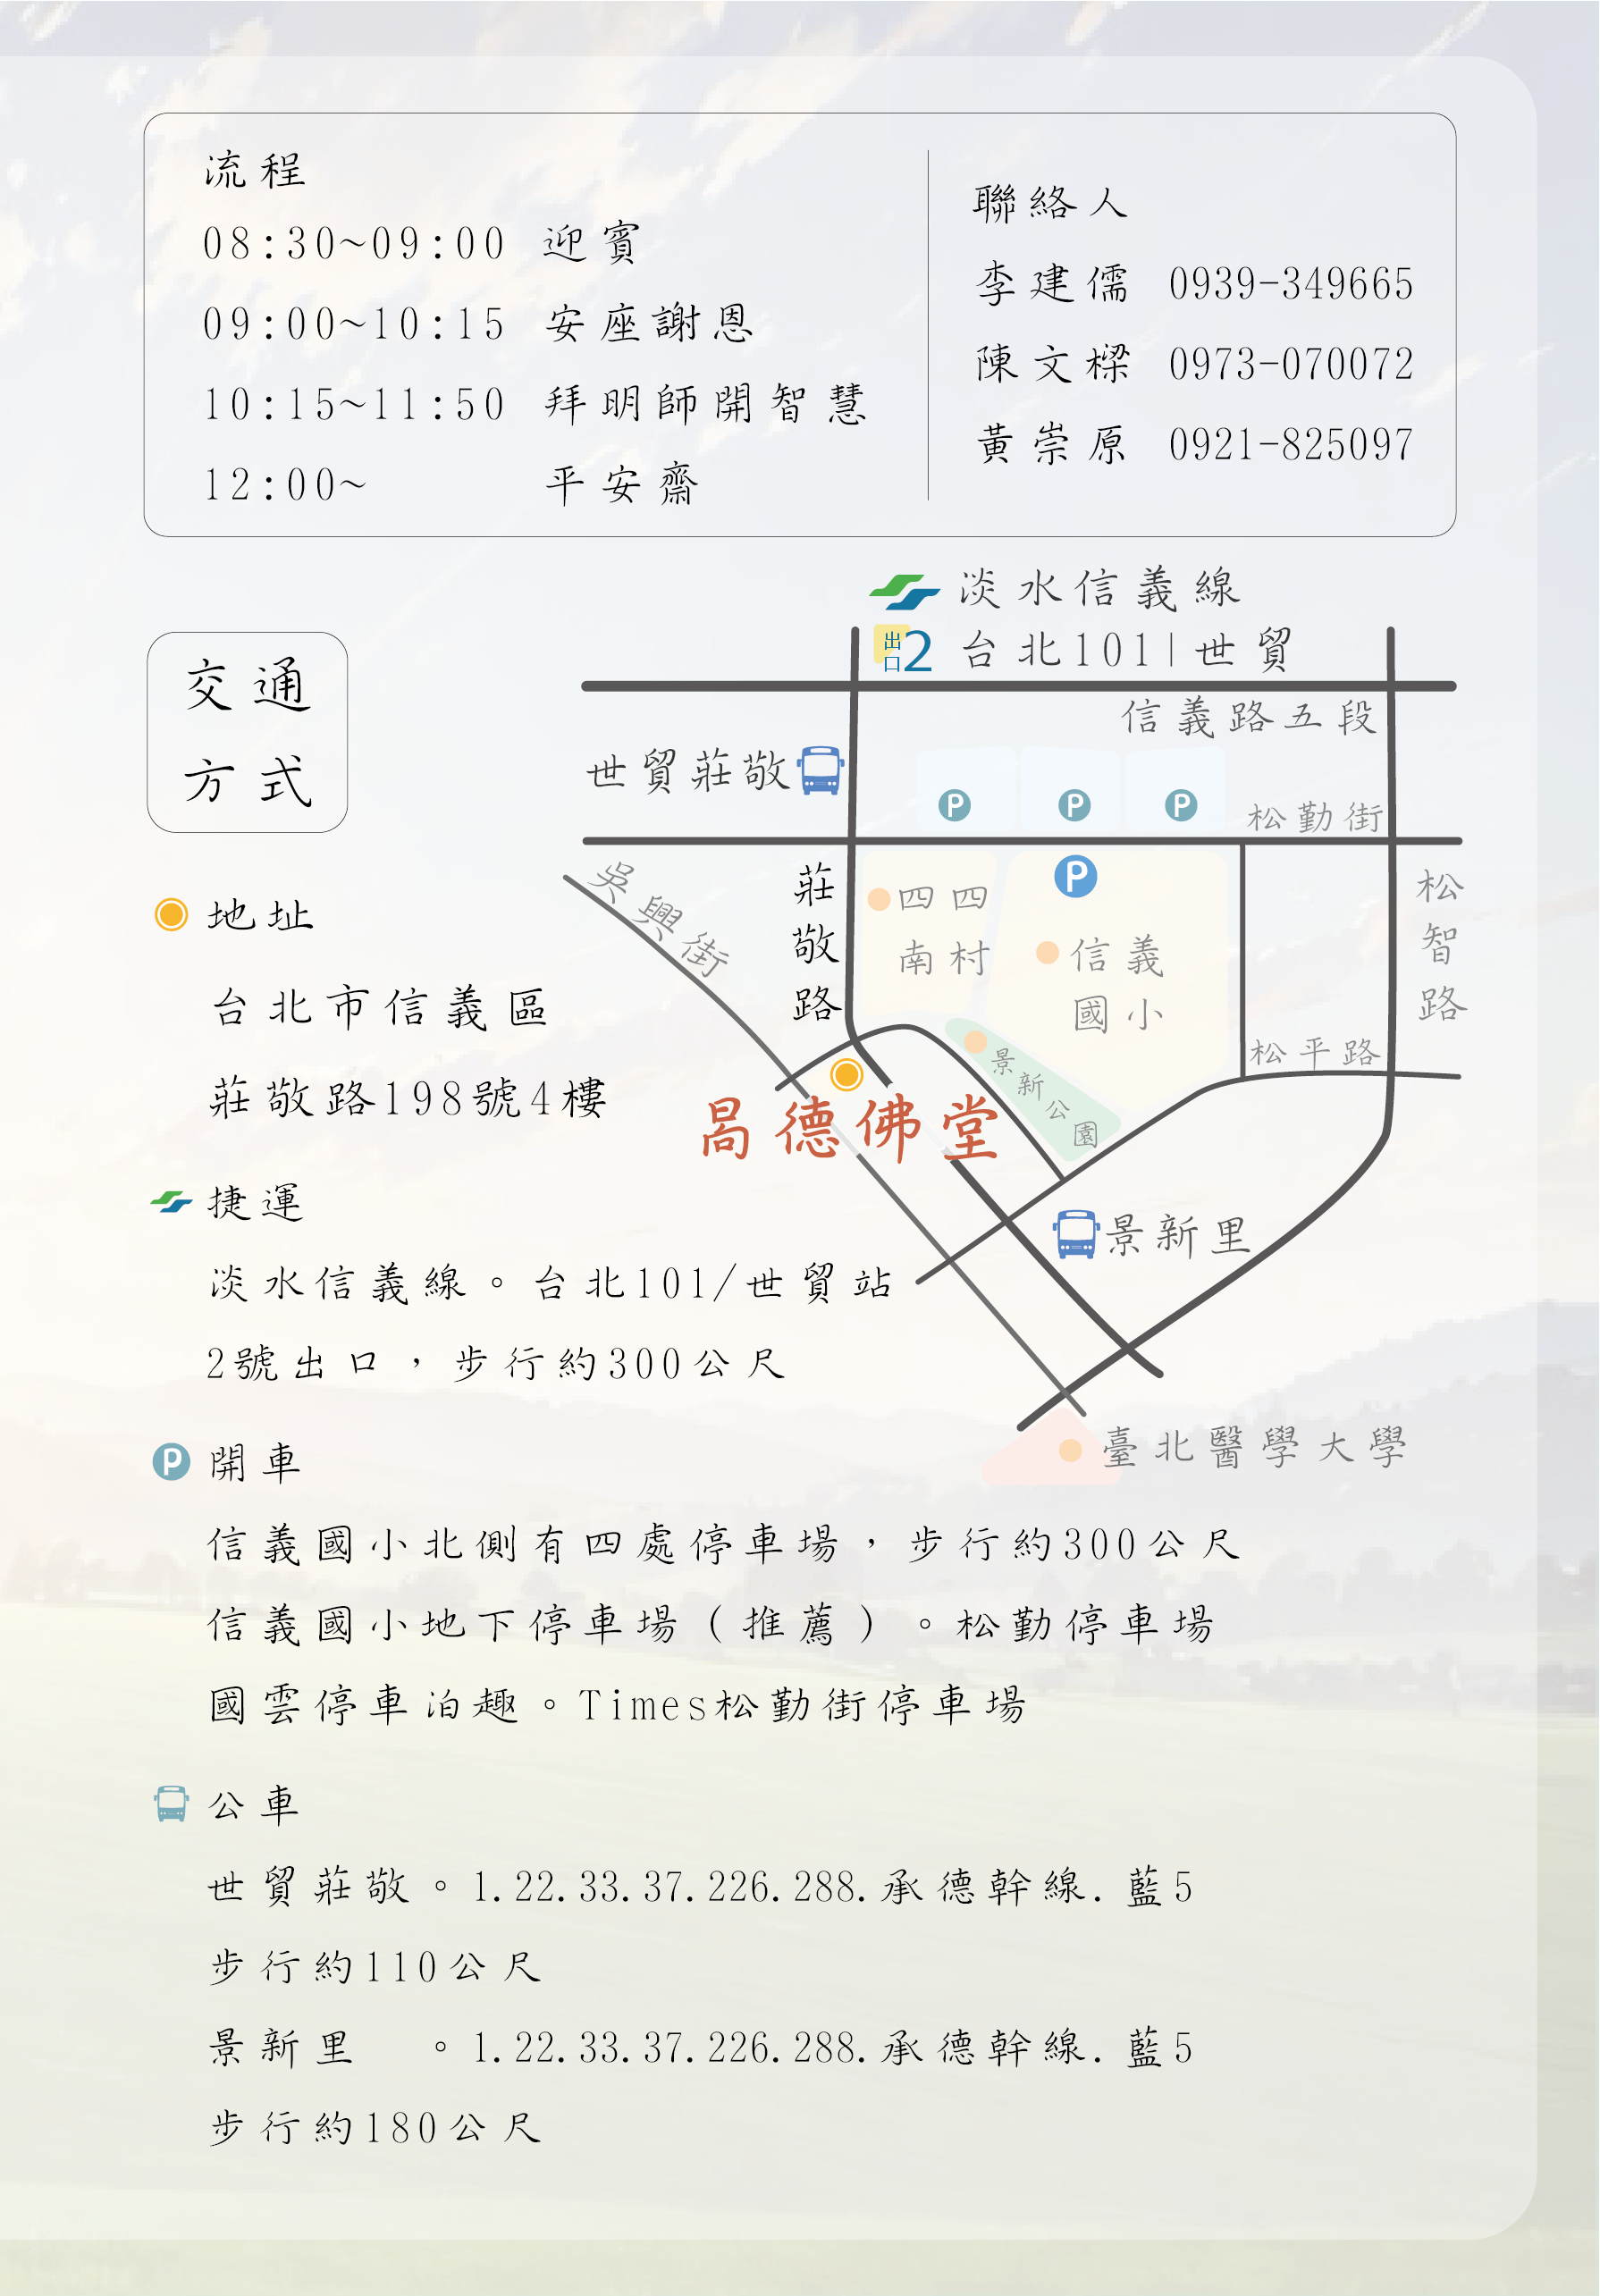 流程
08:30~09:00 迎賓
09:00~10:15 安座謝恩
10:15~11:50 拜明師開智慧
12:00~ 平安齋
聯絡人
李建儒 0939-349665
陳文樑 0973-070072
黃崇原 0921-825097
交通
方式
淡水信義線
出口2 台北101|世貿
信義路五段
世貿莊敬
P P P
松勤街
吳興街
莊敬路
四四
南村
P
信義
國小
松智路
景新公園
松平路
昺德佛堂
景新里
臺北醫學大學
地址
台北市信義區
莊敬路198號4樓
捷運
淡水信義線。台北101/世貿站
2號出口，步行約300公尺
P 開車
信義國小北側有四處停車場，步行約300公尺
信義國小地下停車場（推薦）。松勤停車場
國雲停車泊趣。Times松勤街停車場
公車
世貿莊敬。1.22.33.37.226.288.承德幹線.藍5
步行約110公尺
景新里 。1.22.33.37.226.288.承德幹線.藍5
步行約180公尺